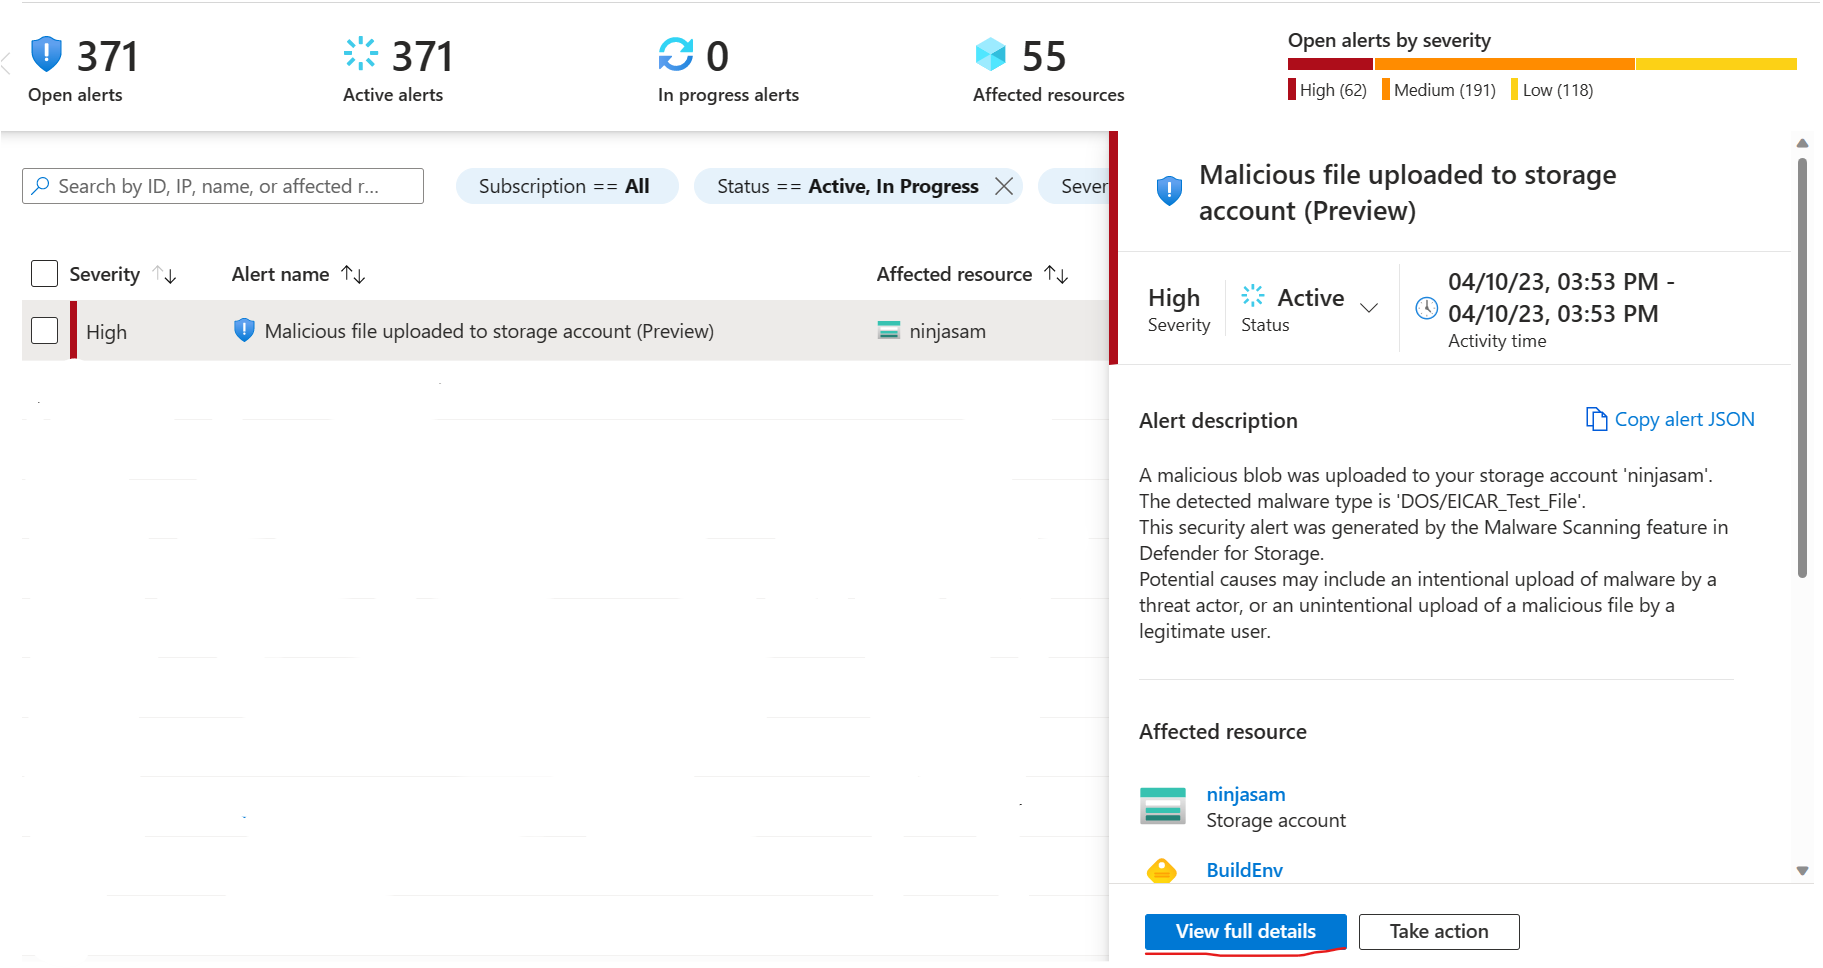 371
Open alerts
371
Active alerts
0
In progress alerts
55
Affected resources
Open alerts by severity
High (62) Medium (191) Low (118)
Search by ID, IP, name, or affected r...
Subscription == All
Status == Active, In Progress
Sever
Severity Alert name Affected resource
High Malicious file uploaded to storage account (Preview) ninjasam
Malicious file uploaded to storage
account (Preview)
High
Severity
Active
Status
04/10/23, 03:53 PM -
04/10/23, 03:53 PM
Activity time
Alert description
Copy alert JSON
A malicious blob was uploaded to your storage account 'ninjasam'.
The detected malware type is 'DOS/EICAR_Test_File'.
This security alert was generated by the Malware Scanning feature in
Defender for Storage.
Potential causes may include an intentional upload of malware by a
threat actor, or an unintentional upload of a malicious file by a
legitimate user.
Affected resource
ninjasam
Storage account
BuildEnv
View full details
Take action